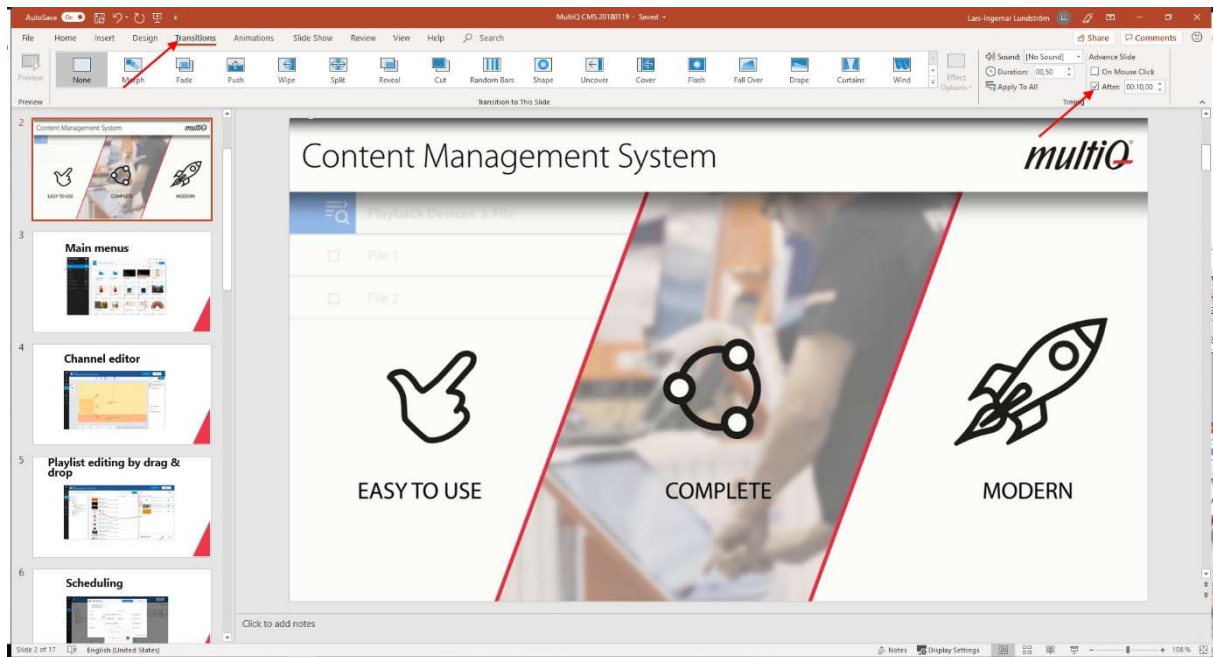 AutoSave On
MultiQ CMS 20180119 - Saved
Lars-Ingemar Lundström LL
File Home Insert Design Transitions Animations Slide Show Review View Help Search
Share Comments
Preview None Morph Fade Push Wipe Split Reveal Cut Random Bars Shape Uncover Cover Flash Fall Over Drape Curtains Wind
Effect Options
Sound: [No Sound] Advance Slide
Duration: 00,50 On Mouse Click
Apply To All After: 00:10,00
Preview Transition to This Slide Timing
2
Content Management System multiQ
EASY TO USE COMPLETE MODERN
3
Main menus
4
Channel editor
5
Playlist editing by drag &
drop
6
Scheduling
Content Management System
multiQ
Playback Devices > File
File 1
File 2
EASY TO USE COMPLETE MODERN
Click to add notes
Slide 2 of 17 English (United States) Notes Display Settings 108 %